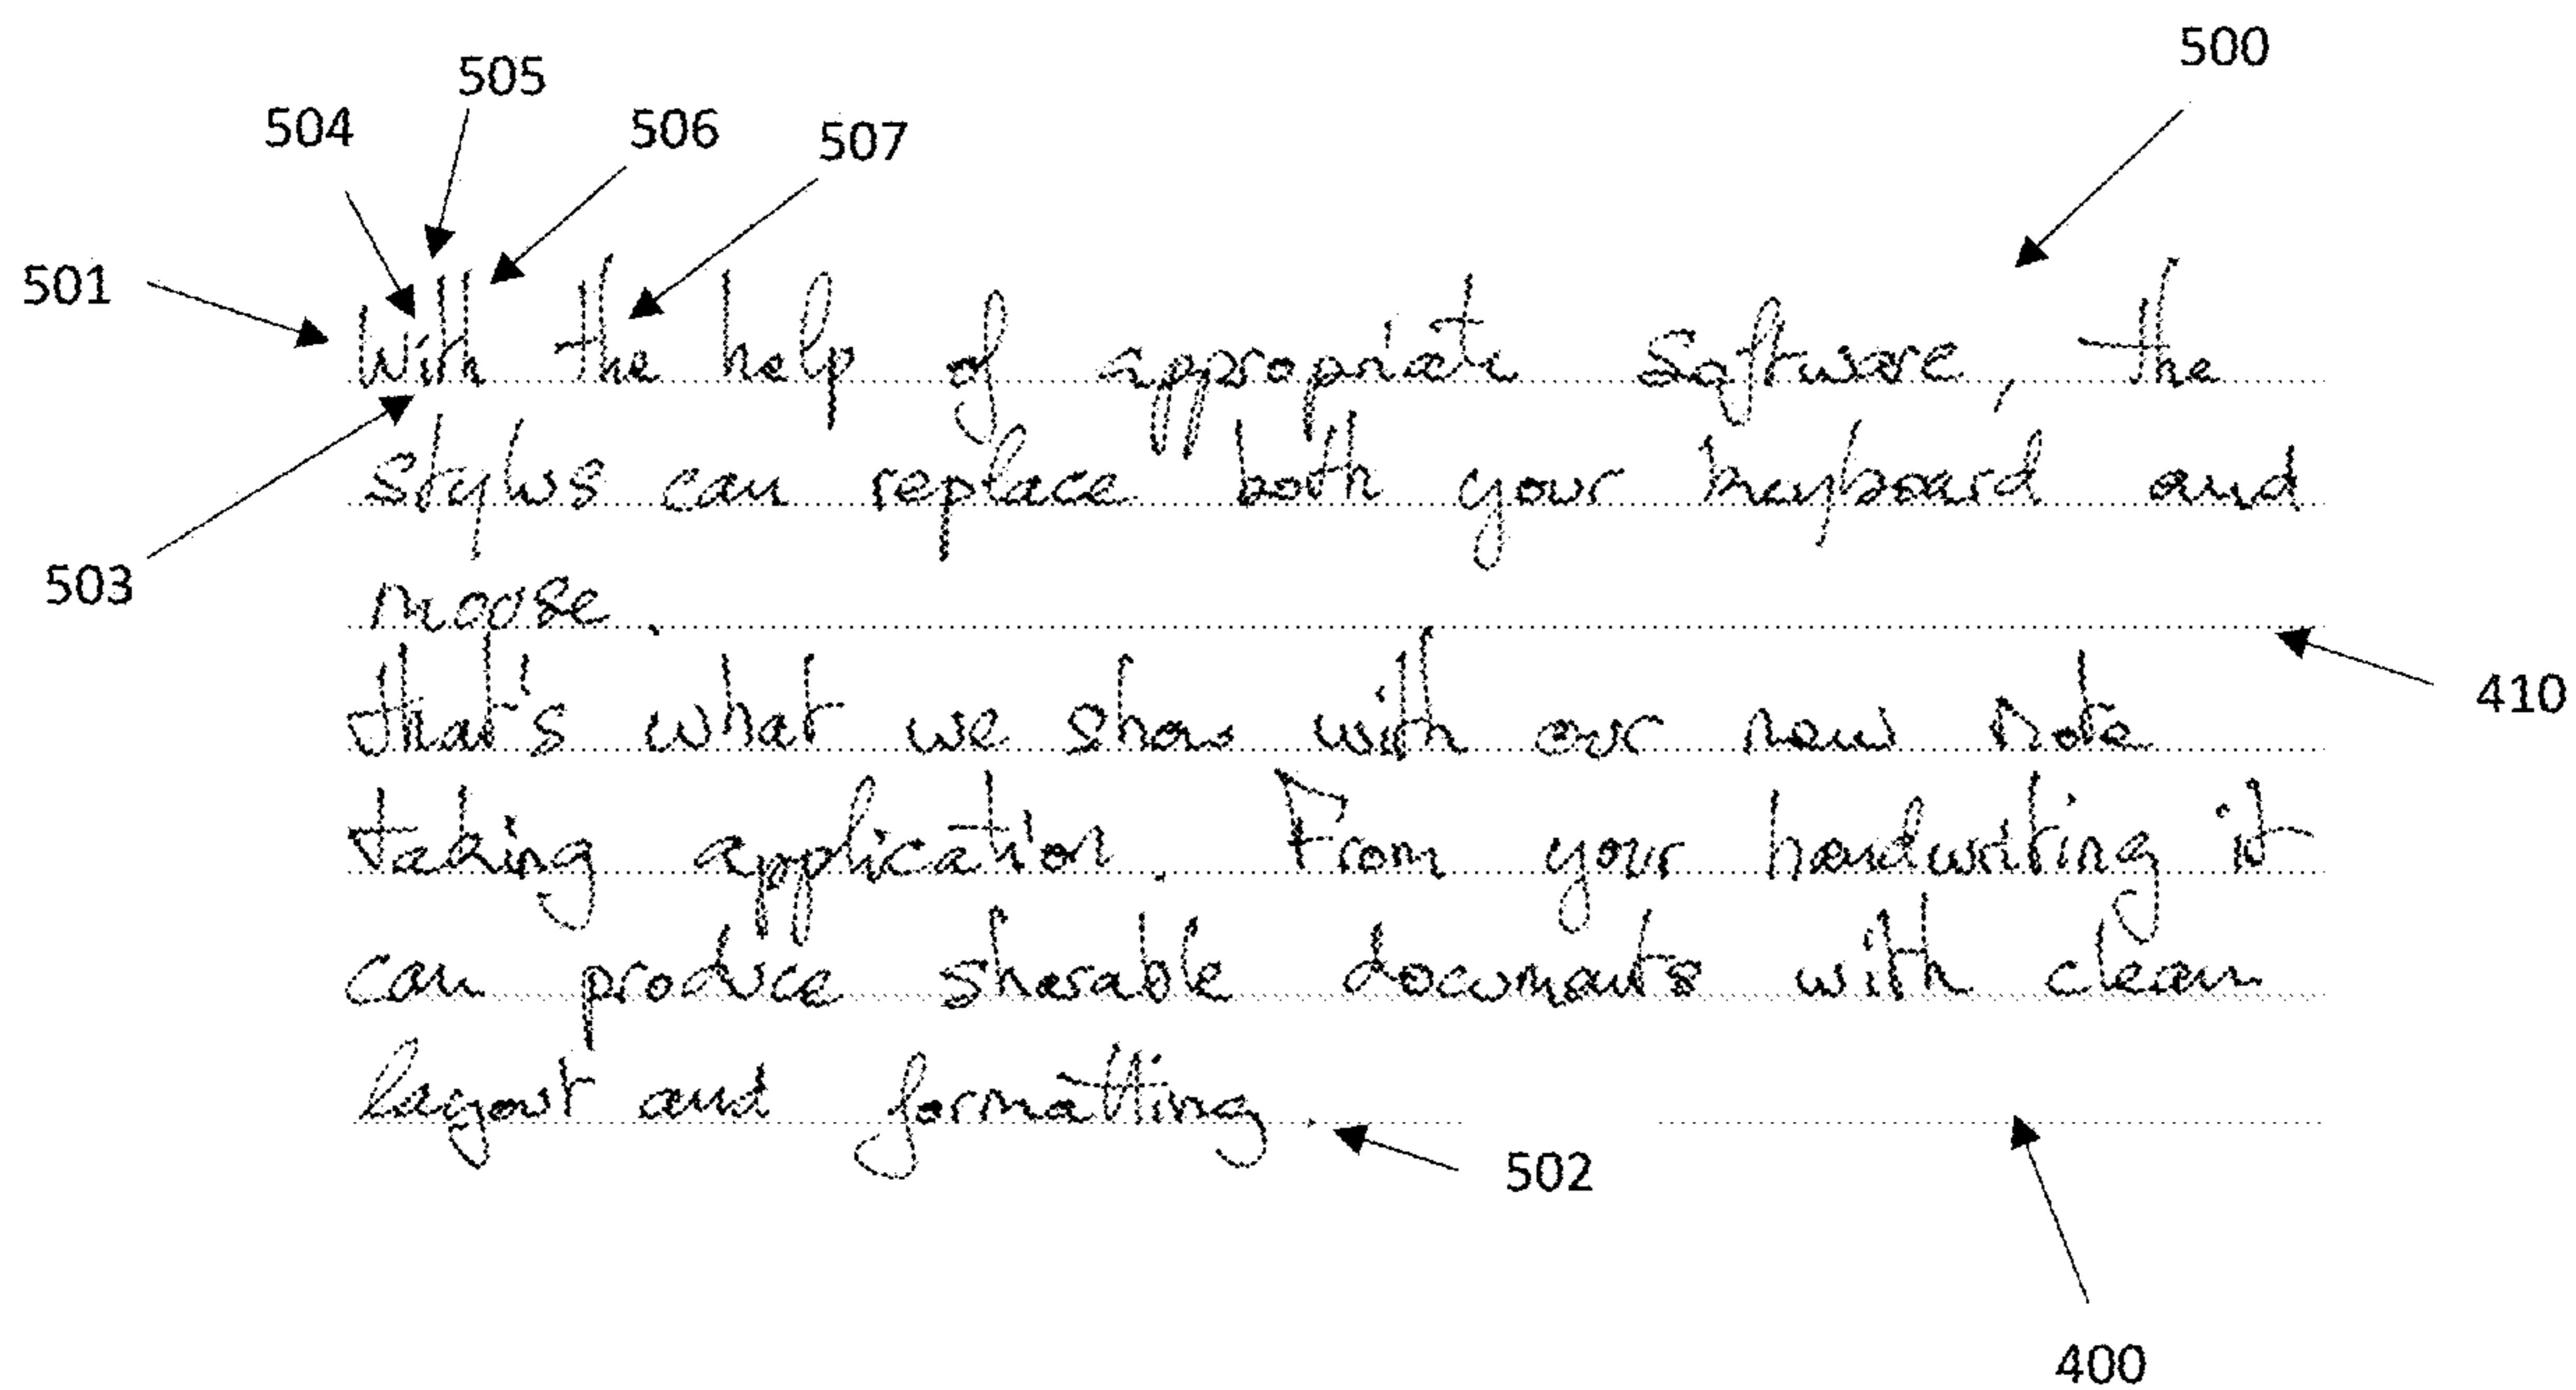 500
505
504
506
507
501
With the help of appropriate software, the
503
stylus can replace both your keyboard and
mouse.
410
that's what we show with our new note
taking application. From your handwriting it
can produce sharable documents with clean
layout and formatting.
502
400